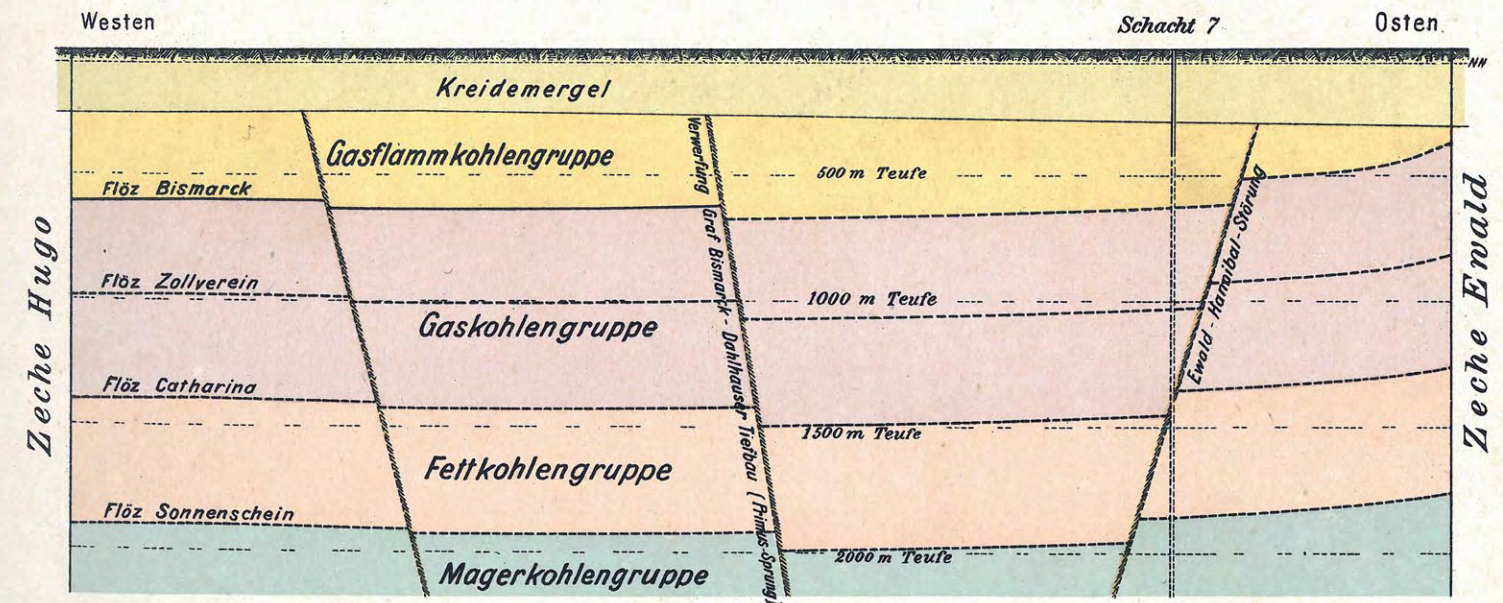 Westen
Schacht 7
Osten.
NN
Kreidemergel
Gasflammkohlengruppe
500 m Teufe
Flöz Bismarck
Zeche Hugo
Zeche Ewald
Verwerfung Graf Bismarck - Dahlhauser Tiefbau (Primus-Sprung)
Ewald - Hannibal - Störung
Flöz Zollverein
1000 m Teufe
Gaskohlengruppe
Flöz Catharina
1500 m Teufe
Fettkohlengruppe
Flöz Sonnenschein
2000 m Teufe
Magerkohlengruppe